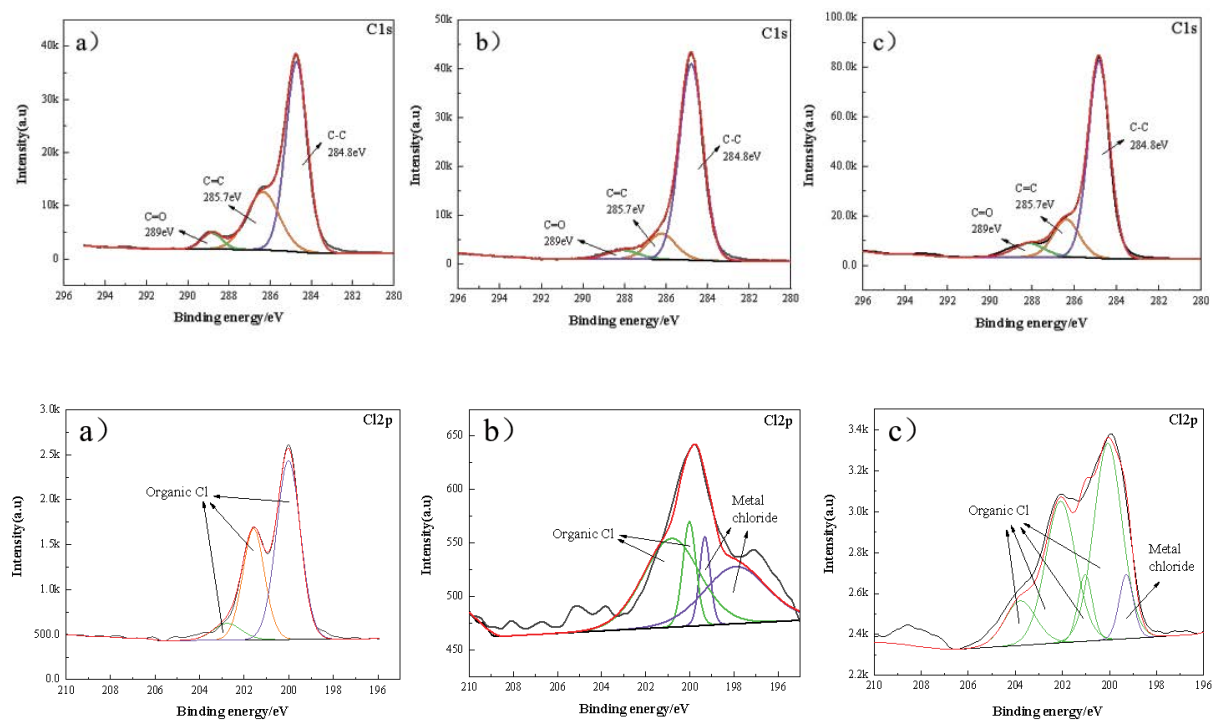 a)
C1s
40k
30k
20k
10k
0
Intensity(a.u)
C-C
284.8eV
C=C
285.7eV
C=O
289eV
296 294 292 290 288 286 284 282 280
Binding energy/eV
b)
C1s
50k
40k
30k
20k
10k
0
Intensity(a.u)
C-C
284.8eV
C=C
285.7eV
C=O
289eV
296 294 292 290 288 286 284 282 280
Binding energy/eV
c)
C1s
100.0k
80.0k
60.0k
40.0k
20.0k
0.0
Intensity(a.u)
C-C
284.8eV
C=C
285.7eV
C=O
289eV
296 294 292 290 288 286 284 282 280
Binding energy/eV
a)
Cl2p
3.0k
2.5k
2.0k
1.5k
1.0k
500.0
0.0
Intensity(a.u)
Organic Cl
210 208 206 204 202 200 198 196
Binding energy/eV
b)
Cl2p
650
600
550
500
450
Intensity(a.u)
Organic Cl
Metal
chloride
210 208 206 204 202 200 198 196
Binding energy/eV
c)
Cl2p
3.4k
3.2k
3.0k
2.8k
2.6k
2.4k
2.2k
Intensity(a.u)
Organic Cl
Metal
chloride
210 208 206 204 202 200 198 196
Binding energy/eV